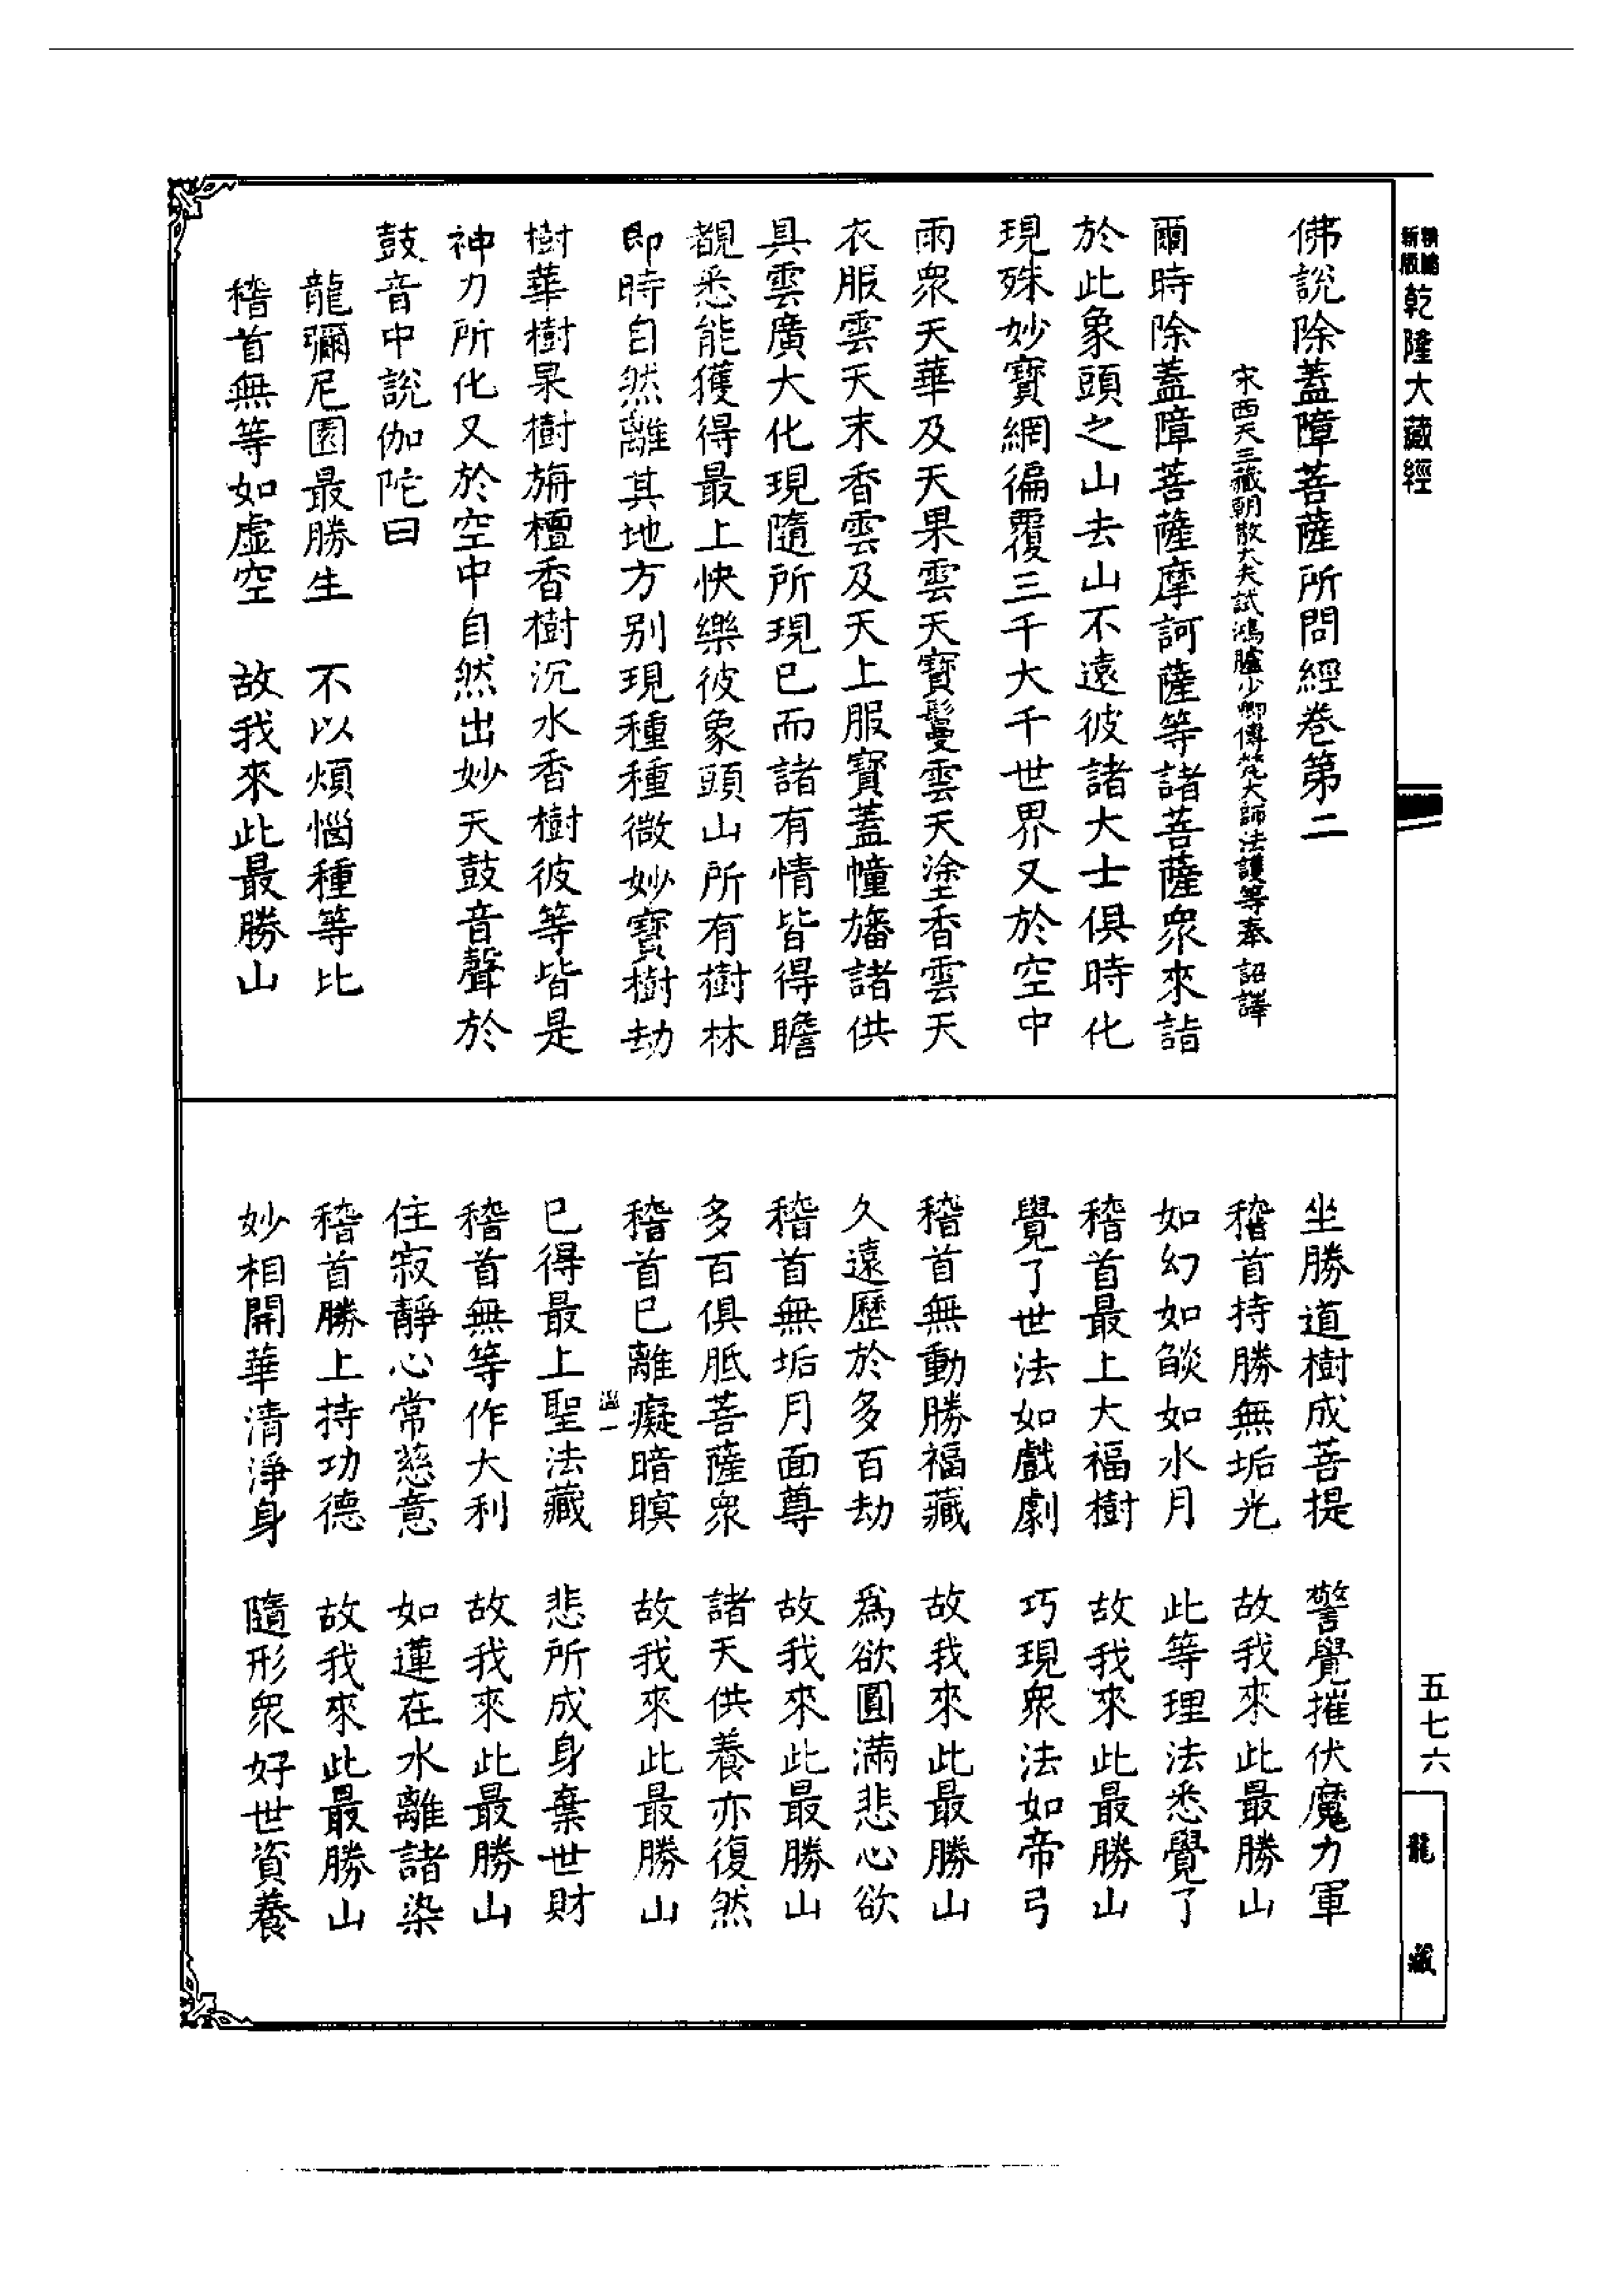 佛說除蓋障菩薩所問經卷第二
宋西天三藏朝散大夫試鴻臚少卿傳梵大師法護等奉 詔譯
爾時除蓋障菩薩摩訶薩等諸菩薩衆來詣
於此象頭之山去山不遠彼諸大士俱時化
現殊妙寶網徧覆三千大千世界又於空中
雨衆天華及天果雲天寶鬘雲天塗香雲天
衣服雲天末香雲及天上服寶蓋幢旛諸供
具雲廣大化現隨所現已而諸有情皆得瞻
覩悉能獲得最上快樂彼象頭山所有樹林
即時自然離其地方別現種種微妙寶樹劫
樹華樹果樹旃檀香樹沉水香樹彼等皆是
神力所化又於空中自然出妙天鼓音聲於
鼓音中說伽陀曰
龍彌尼園最勝生　不以煩惱種等比
稽首無等如虛空　故我來此最勝山
坐勝道樹成菩提　警覺摧伏魔力軍
稽首持勝無垢光　故我來此最勝山
如幻如燄如水月　此等理法悉覺了
稽首最上大福樹　故我來此最勝山
覺了世法如戲劇　巧現衆法如帝弓
稽首無動勝福藏　故我來此最勝山
久遠歷於多百劫　爲欲圓滿悲心欲
稽首無垢月面尊　故我來此最勝山
多百俱胝菩薩衆　諸天供養亦復然
稽首已離癡暗瞑　故我來此最勝山
已得最上聖法藏　悲所成身棄世財
稽首無等作大利　故我來此最勝山
住寂靜心常慈意　如蓮在水離諸染
稽首勝上持功德　故我來此最勝山
妙相開華清淨身　隨形衆好世資養
新版
乾隆大藏經
五七六
龍藏